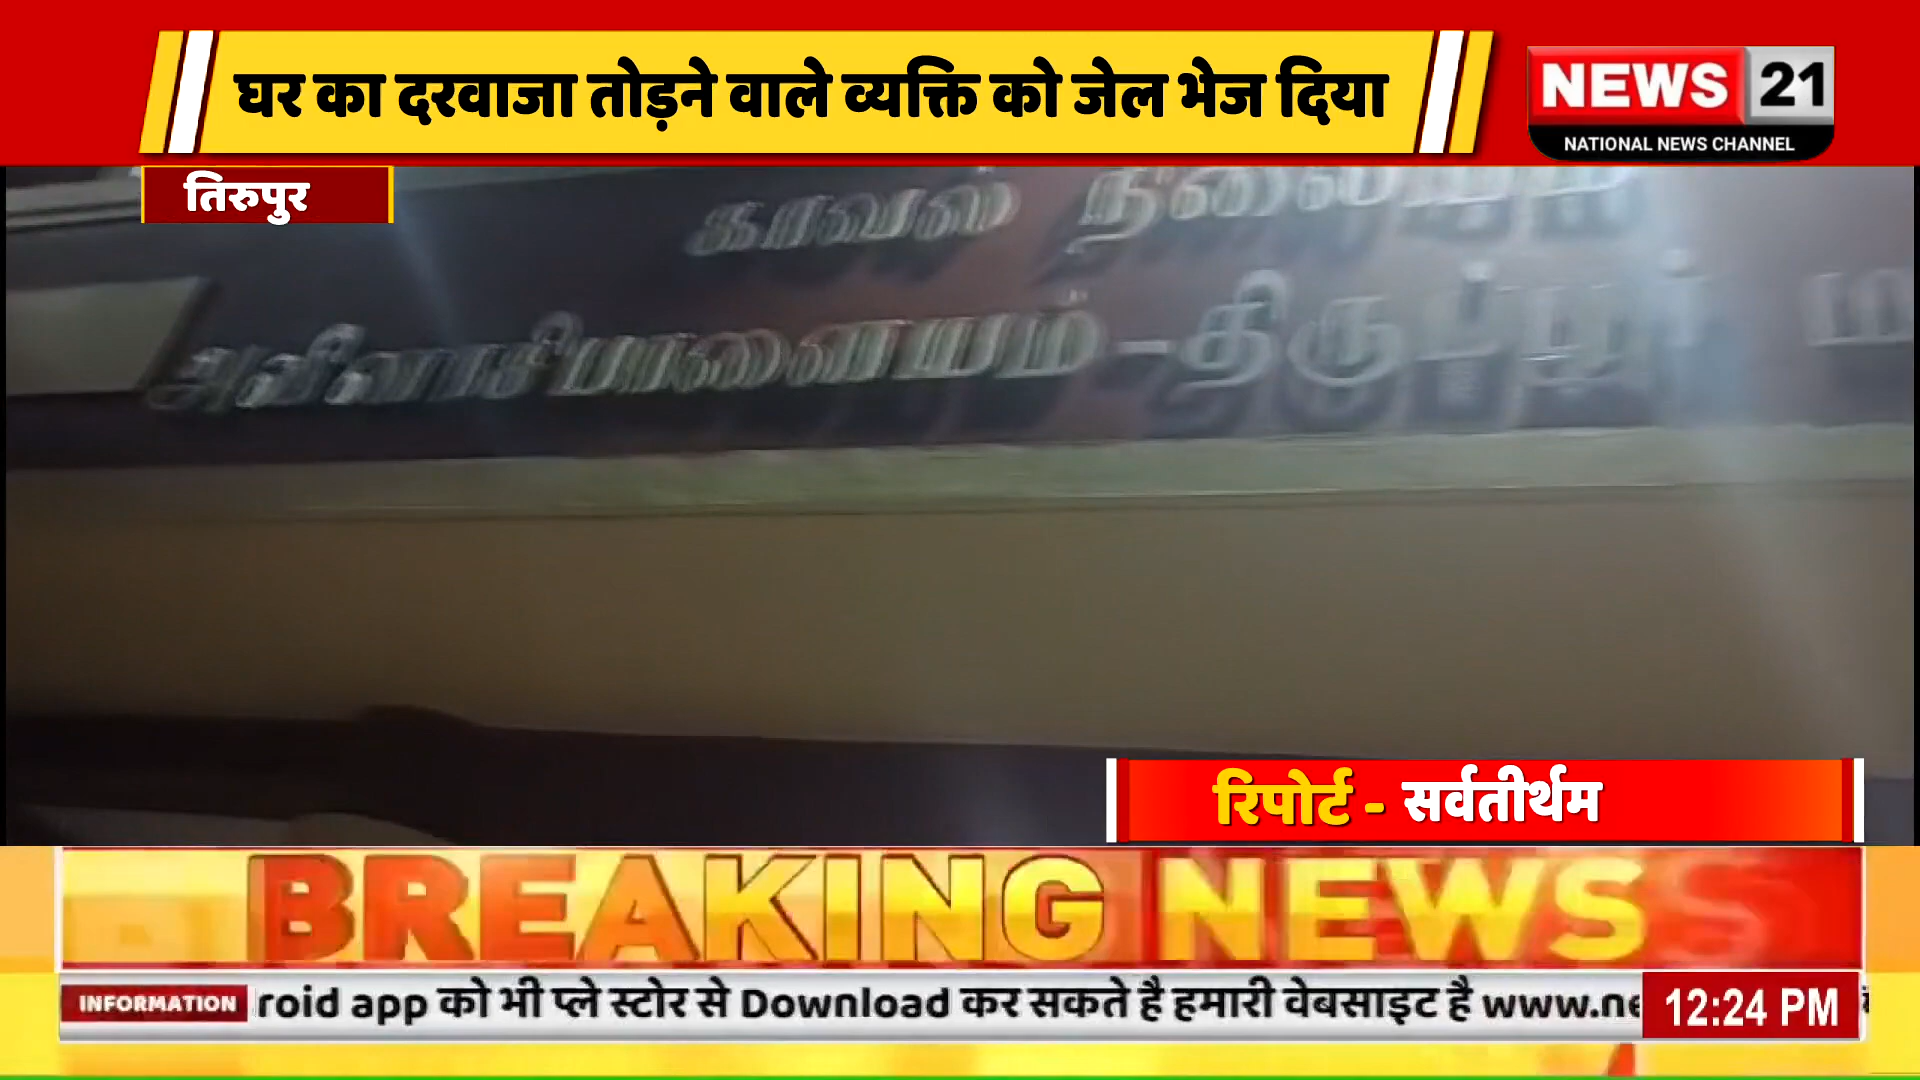 घर का दरवाजा तोड़ने वाले व्यक्ति को जेल भेज दिया
NEWS 21
NATIONAL NEWS CHANNEL
तिरुपुर
காவல் நிலையம்
அவினாசிபாளையம்-திருப்பூர்
रिपोर्ट - सर्वतीर्थम
BREAKING NEWS
INFORMATION
roid app को भी प्ले स्टोर से Download कर सकते है हमारी वेबसाइट है www.ne
12:24 PM